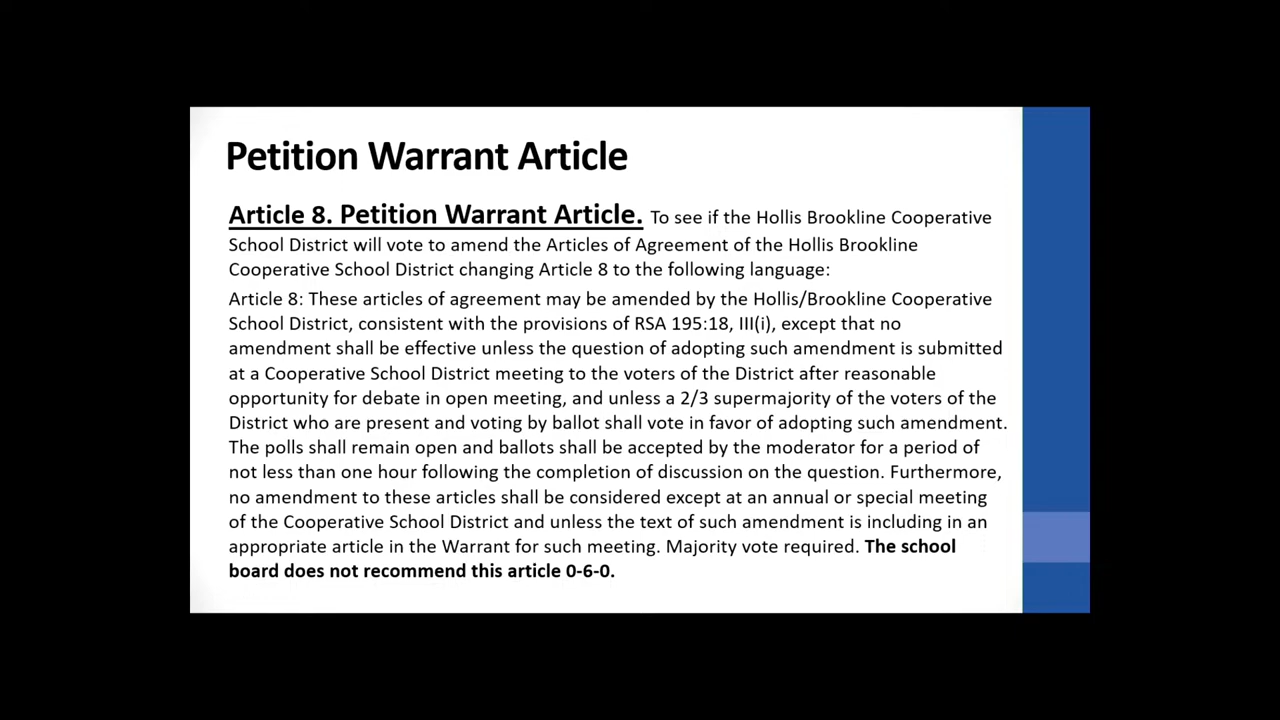 Petition Warrant Article
Article 8. Petition Warrant Article. To see if the Hollis Brookline Cooperative
School District will vote to amend the Articles of Agreement of the Hollis Brookline
Cooperative School District changing Article 8 to the following language:
Article 8: These articles of agreement may be amended by the Hollis/Brookline Cooperative
School District, consistent with the provisions of RSA 195:18, III(i), except that no
amendment shall be effective unless the question of adopting such amendment is submitted
at a Cooperative School District meeting to the voters of the District after reasonable
opportunity for debate in open meeting, and unless a 2/3 supermajority of the voters of the
District who are present and voting by ballot shall vote in favor of adopting such amendment.
The polls shall remain open and ballots shall be accepted by the moderator for a period of
not less than one hour following the completion of discussion on the question. Furthermore,
no amendment to these articles shall be considered except at an annual or special meeting
of the Cooperative School District and unless the text of such amendment is including in an
appropriate article in the Warrant for such meeting. Majority vote required. The school
board does not recommend this article 0-6-0.